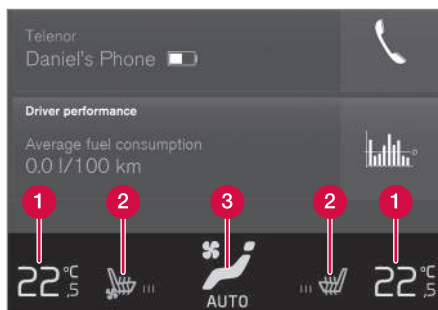 Telenor
Daniel's Phone
Driver performance
Average fuel consumption
0.0 l/100 km
1 2 3 2 1
22°C,5 AUTO 22°C,5